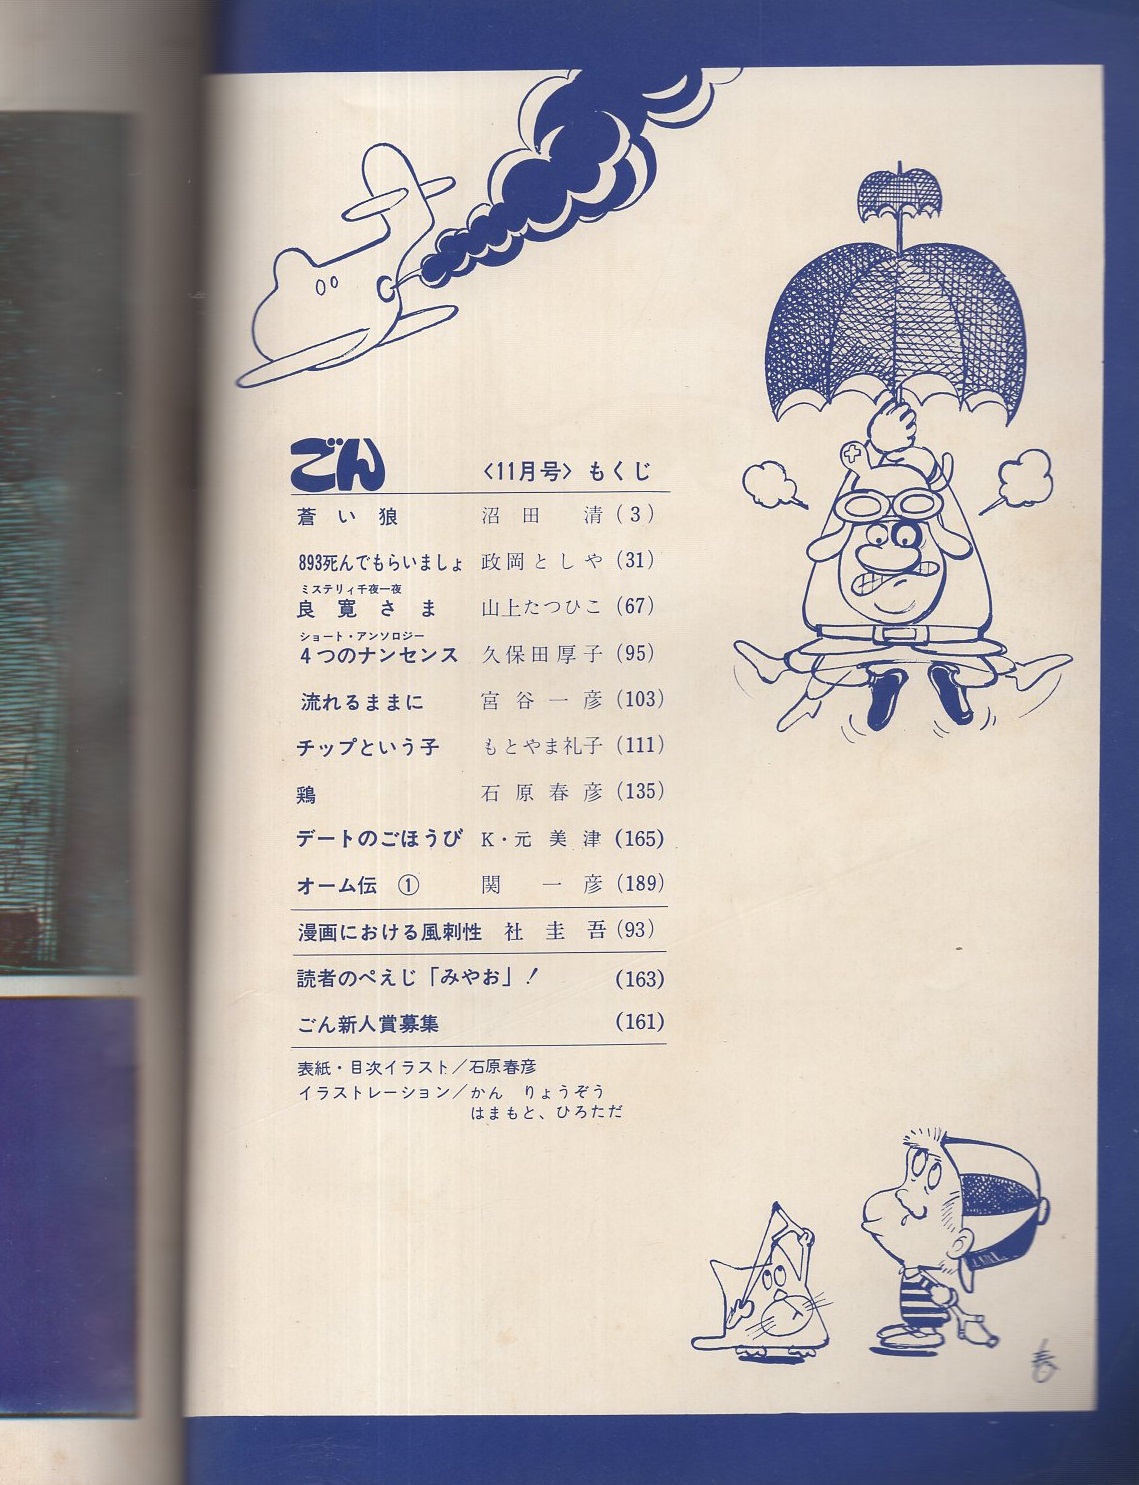 ごん 〈11月号〉もくじ
蒼い狼 沼田 清 (3)
893死んでもらいましょ 政岡としや (31)
ミステリィ千夜一夜
良寛さま 山上たつひこ (67)
ショート・アンソロジー
4つのナンセンス 久保田厚子 (95)
流れるままに 宮谷一彦 (103)
チップという子 もとやま礼子 (111)
鶏 石原春彦 (135)
デートのごほうび K・元美津 (165)
オーム伝 ① 関 一彦 (189)
漫画における風刺性 社 圭吾 (93)
読者のぺえじ「みやお」! (163)
ごん新人賞募集 (161)
表紙・目次イラスト/石原春彦
イラストレーション/かん りょうぞう
はまもと、ひろただ
春